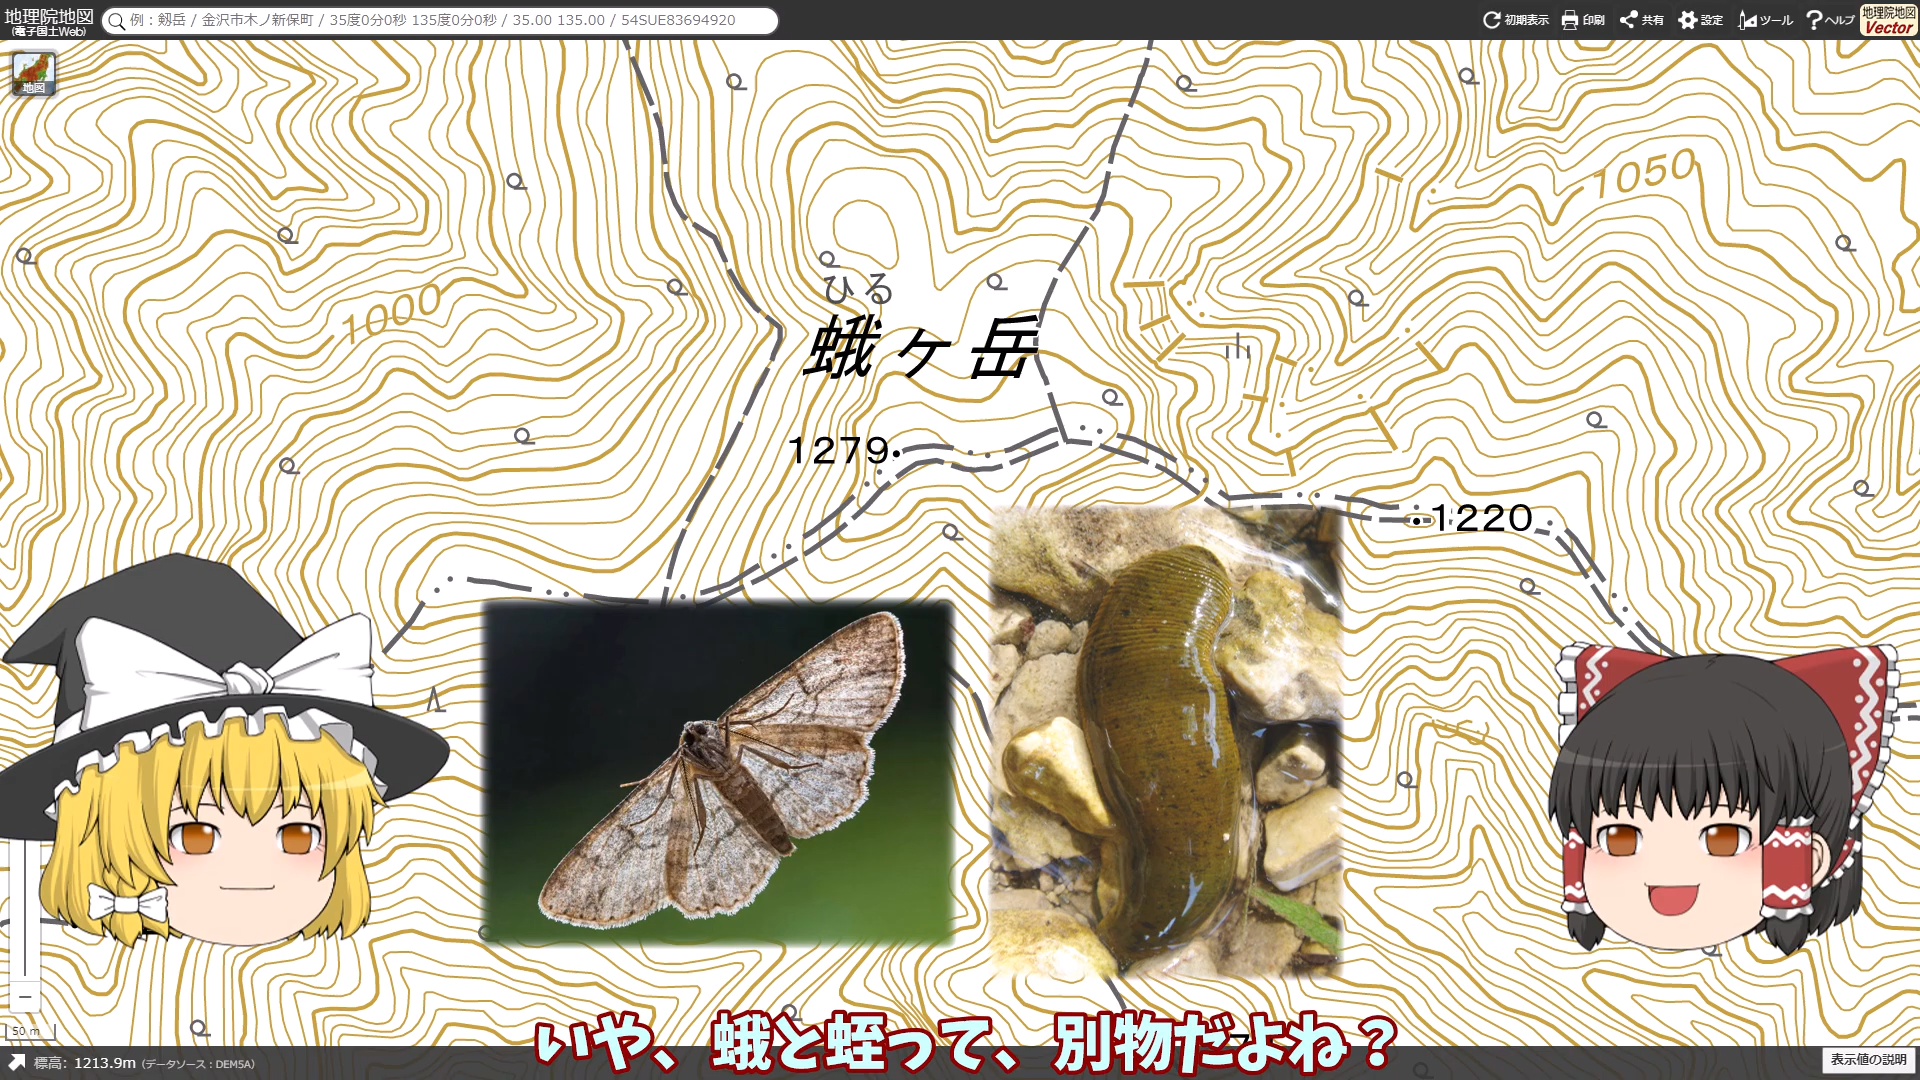 地理院地図
(電子国土Web)
例：剱岳 / 金沢市木ノ新保町 / 35度0分0秒 135度0分0秒 / 35.00 135.00 / 54SUE83694920
初期表示
印刷
共有
設定
ツール
ヘルプ
地理院地図
Vector
地図
1050
1000
ひる
蛾ヶ岳
1279
1220
50 m
いや、蛾と蛭って、別物だよね？
標高: 1213.9m (データソース：DEM5A)
表示値の説明